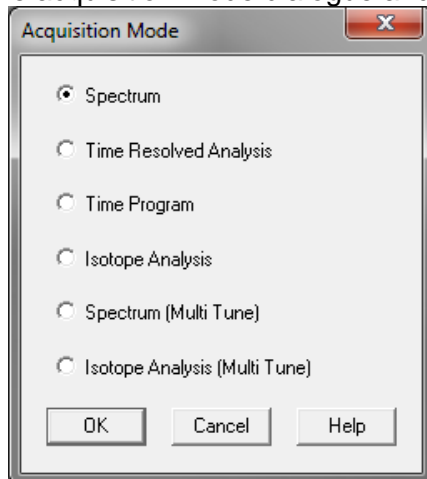 Acquisition Mode
Spectrum
Time Resolved Analysis
Time Program
Isotope Analysis
Spectrum (Multi Tune)
Isotope Analysis (Multi Tune)
OK Cancel Help